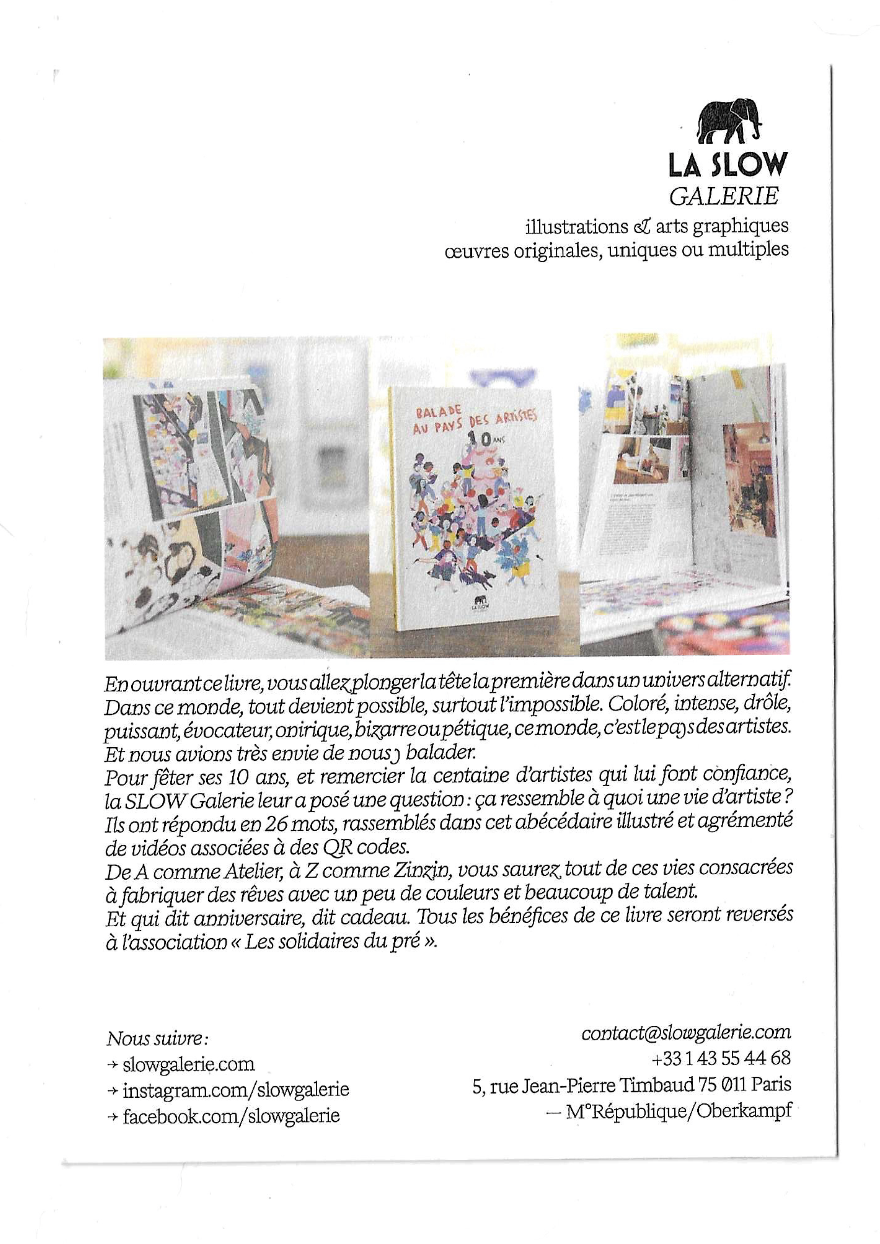 LA SLOW
GALERIE
illustrations & arts graphiques
œuvres originales, uniques ou multiples
BALADE
AU PAYS DES ARTISTES
10 ANS
LA SLOW
En ouvrant ce livre, vous allez plonger la tête la première dans un univers alternatif.
Dans ce monde, tout devient possible, surtout l'impossible. Coloré, intense, drôle,
puissant, évocateur, onirique, bizarre ou pétique, ce monde, c'est le pays des artistes.
Et nous avions très envie de nous y balader.
Pour fêter ses 10 ans, et remercier la centaine d'artistes qui lui font confiance,
la SLOW Galerie leur a posé une question : ça ressemble à quoi une vie d'artiste ?
Ils ont répondu en 26 mots, rassemblés dans cet abécédaire illustré et agrémenté
de vidéos associées à des QR codes.
De A comme Atelier, à Z comme Zinzin, vous saurez tout de ces vies consacrées
à fabriquer des rêves avec un peu de couleurs et beaucoup de talent.
Et qui dit anniversaire, dit cadeau. Tous les bénéfices de ce livre seront reversés
à l'association « Les solidaires du pré ».
Nous suivre :
→ slowgalerie.com
→ instagram.com/slowgalerie
→ facebook.com/slowgalerie
contact@slowgalerie.com
+33 1 43 55 44 68
5, rue Jean-Pierre Timbaud 75 011 Paris
— M°République/Oberkampf